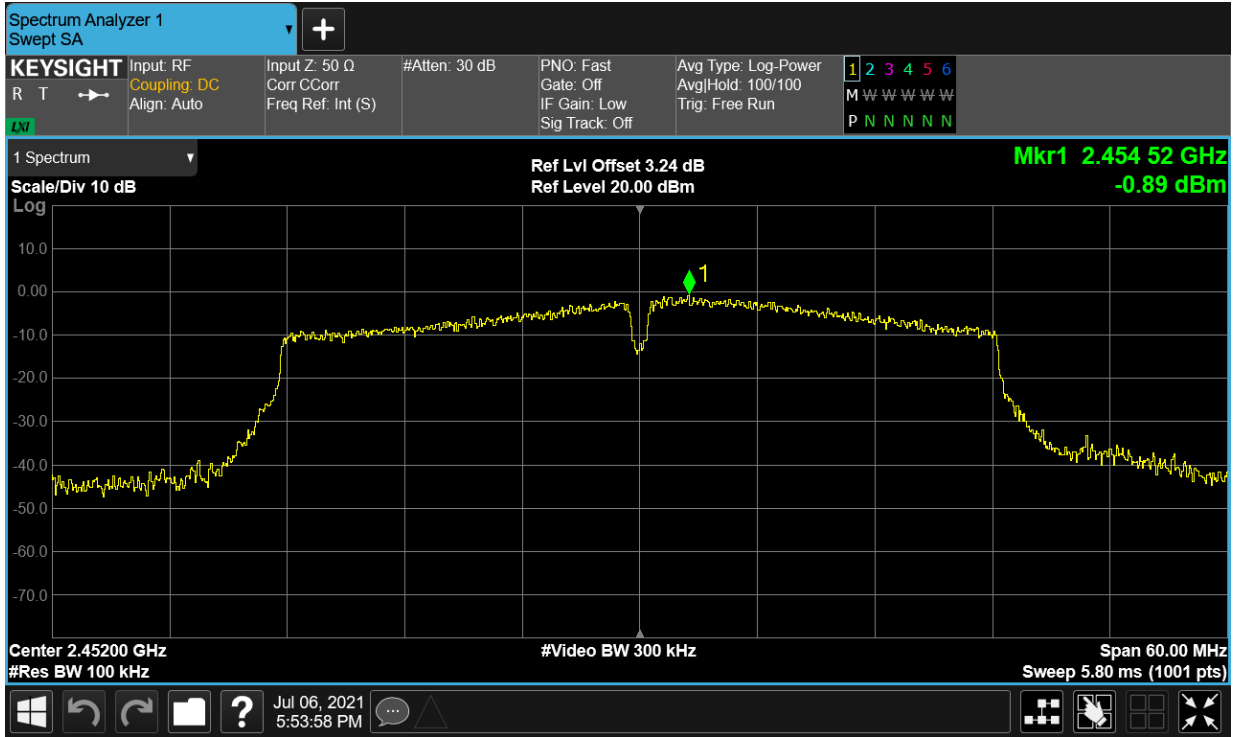 Spectrum Analyzer 1
Swept SA
KEYSIGHT
R T
LXI
Input: RF
Coupling: DC
Align: Auto
Input Z: 50 Ω
Corr CCorr
Freq Ref: Int (S)
#Atten: 30 dB
PNO: Fast
Gate: Off
IF Gain: Low
Sig Track: Off
Avg Type: Log-Power
Avg|Hold: 100/100
Trig: Free Run
1 2 3 4 5 6
M W W W W W W
P N N N N N N
1 Spectrum
Scale/Div 10 dB
Ref Lvl Offset 3.24 dB
Ref Level 20.00 dBm
Mkr1 2.454 52 GHz
-0.89 dBm
Log
10.0
0.00
-10.0
-20.0
-30.0
-40.0
-50.0
-60.0
-70.0
1
Center 2.45200 GHz
#Res BW 100 kHz
#Video BW 300 kHz
Span 60.00 MHz
Sweep 5.80 ms (1001 pts)
?
Jul 06, 2021
5:53:58 PM